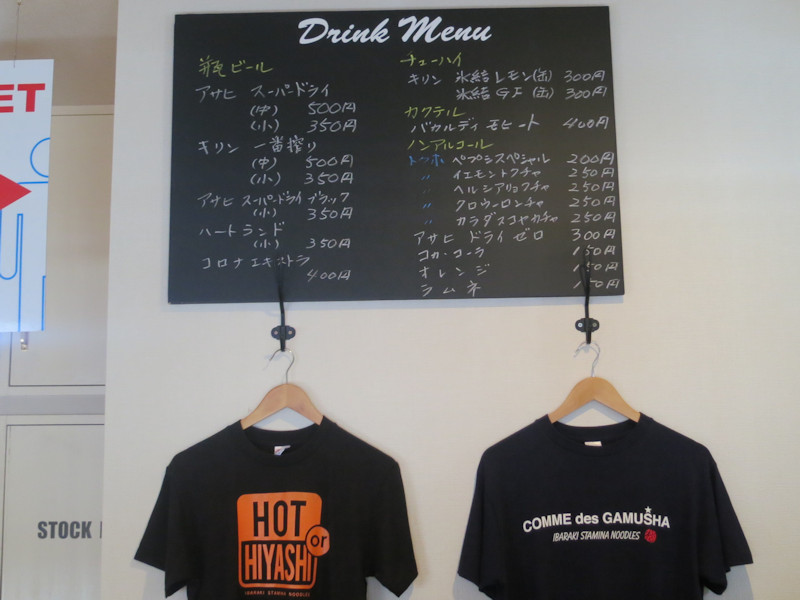 Drink Menu
瓶ビール
アサヒ スーパードライ
(中) 500円
(小) 350円
キリン 一番搾り
(中) 500円
(小) 350円
アサヒ スーパードライ ブラック
(小) 350円
ハートランド
(小) 350円
コロナ エキストラ
400円
チューハイ
キリン 氷結 レモン(缶) 300円
氷結 GF (缶) 300円
カクテル
バカルディ モヒート 400円
ノンアルコール
トクホ ペプシスペシャル 200円
〃 イエモントクチャ 250円
〃 ヘルシアリョクチャ 250円
〃 クロウーロンチャ 250円
〃 カラダスコヤカチャ 250円
アサヒ ドライ ゼロ 300円
コカ・コーラ 150円
オレンジ 150円
ラムネ 150円
ET
STOCK
HOT
or
HIYASHI
IBARAKI STAMINA NOODLES
COMME des GAMUSHA
IBARAKI STAMINA NOODLES